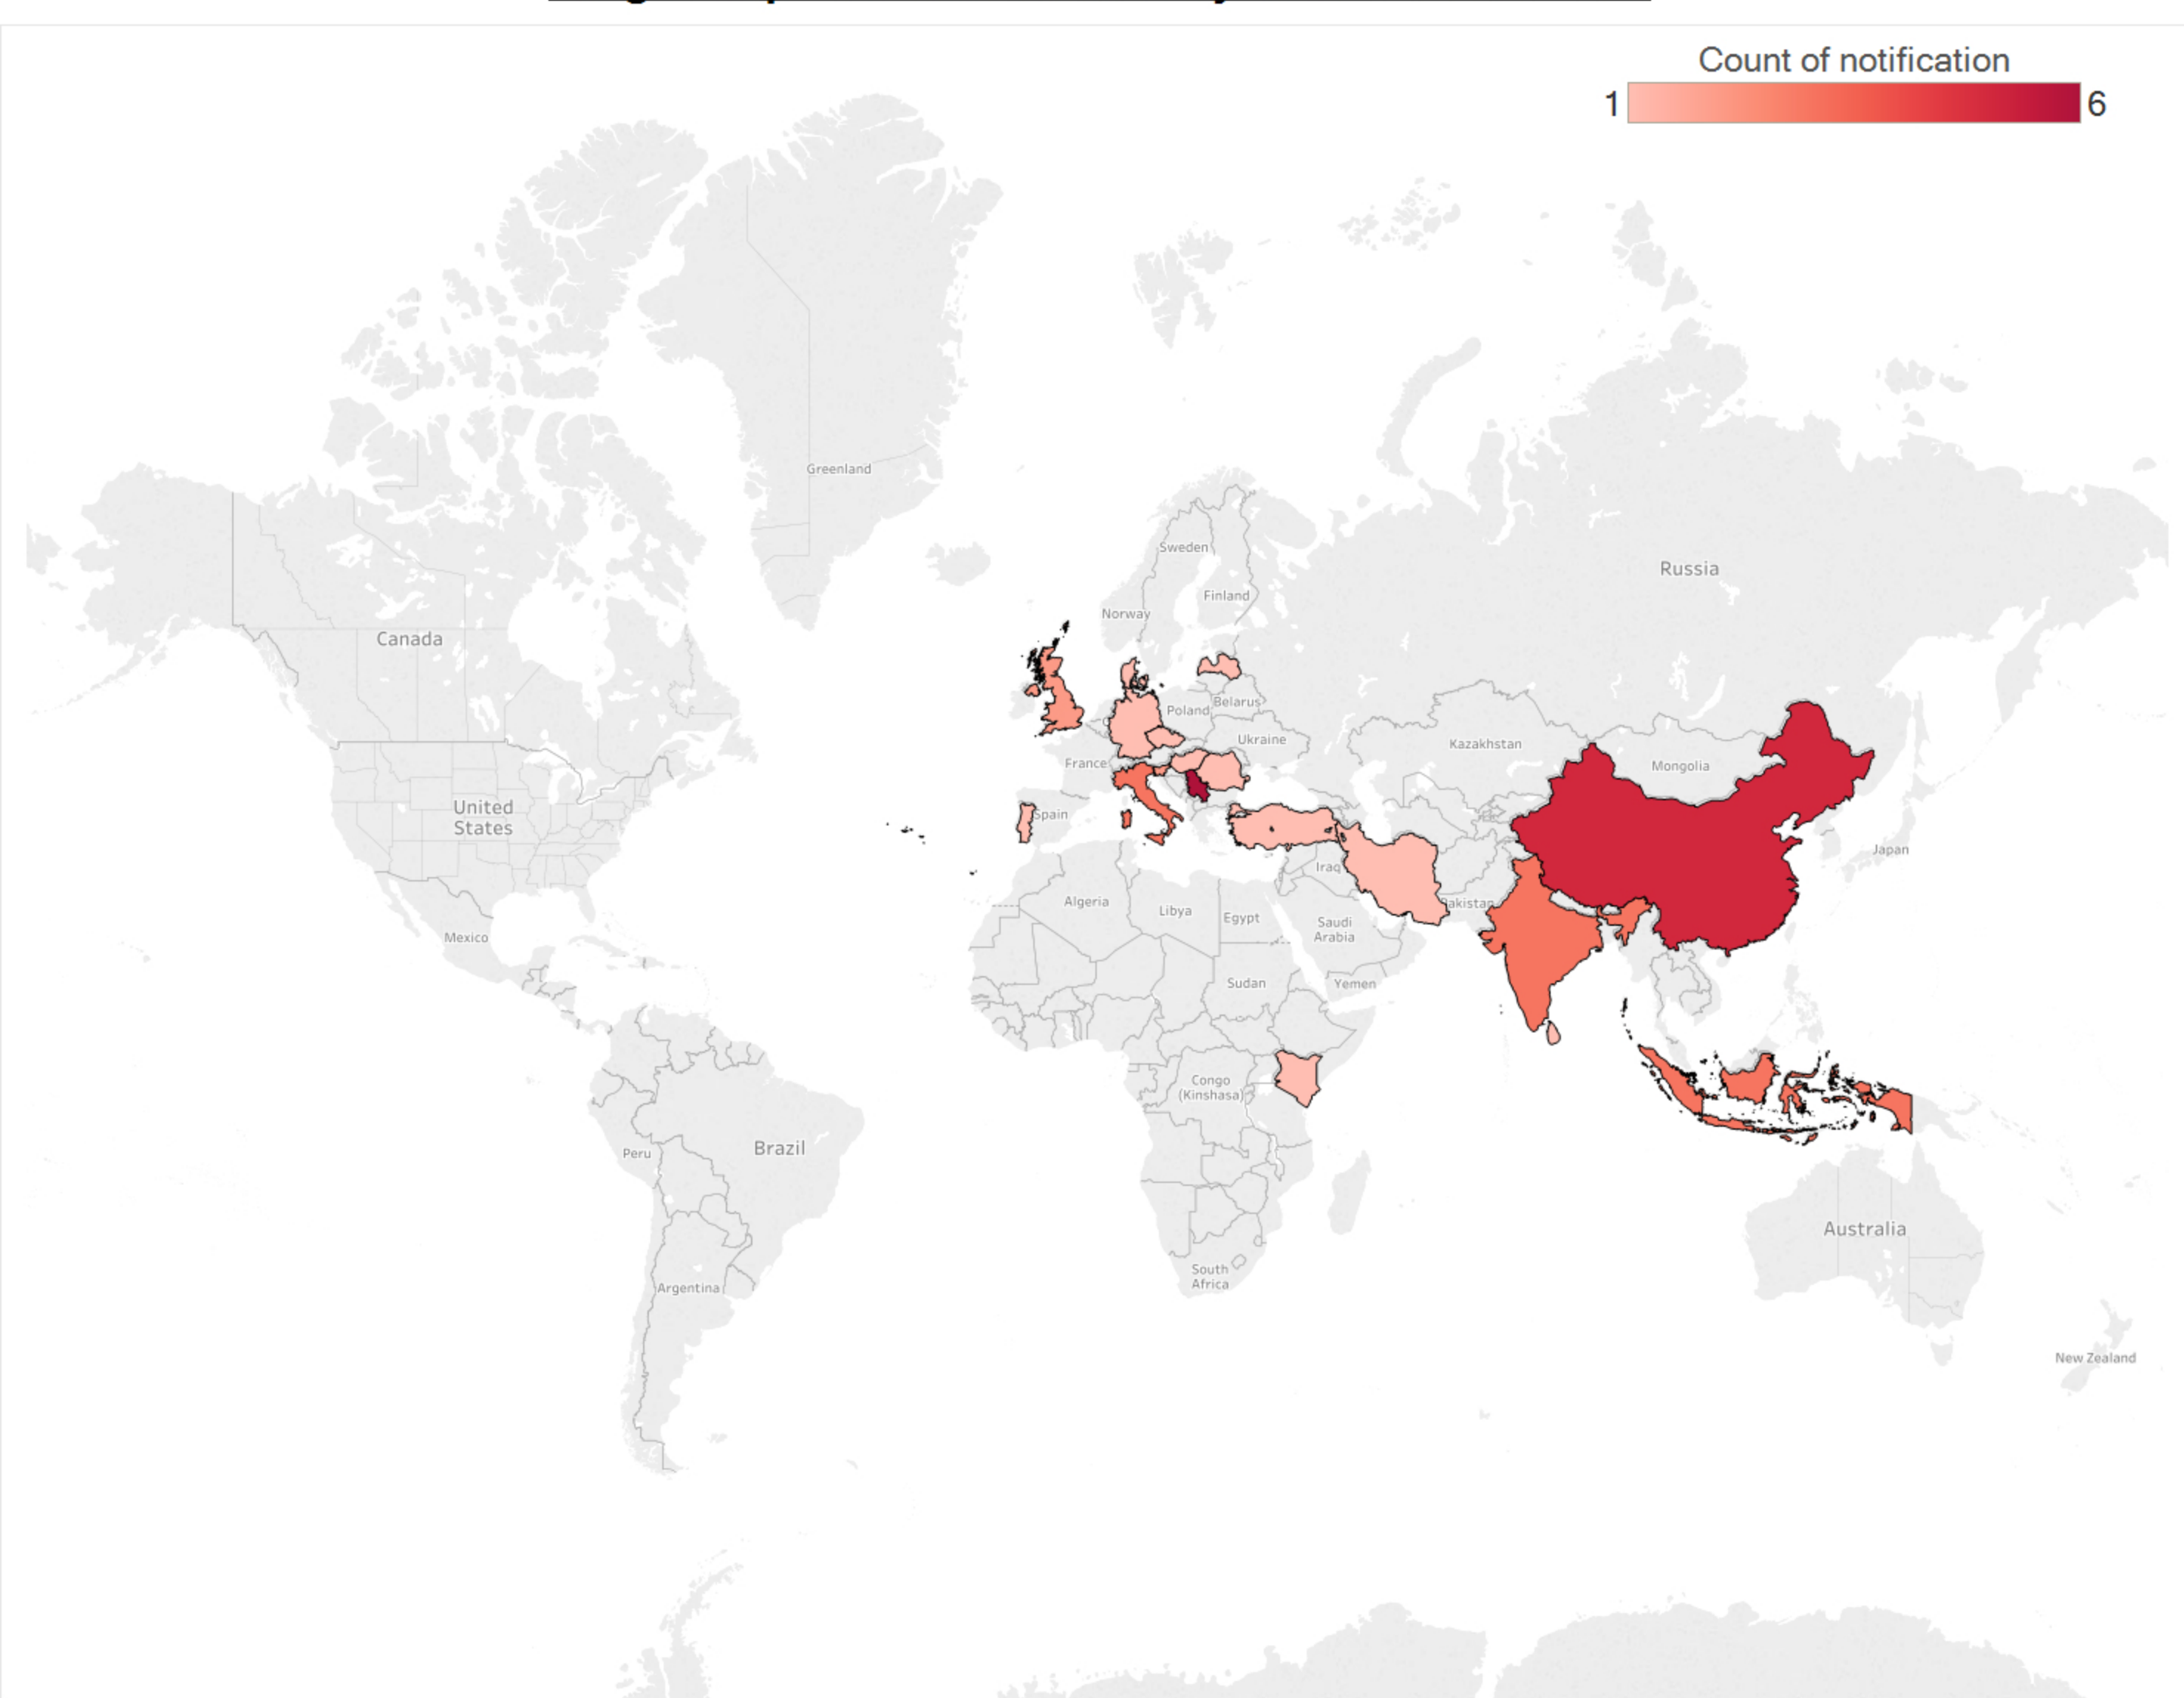 Count of notification
1 6
Greenland
Sweden
Finland
Norway
Russia
Canada
Poland
Belarus
Ukraine
France
Kazakhstan
Mongolia
United
States
Spain
Japan
Iraq
Algeria
Libya
Egypt
Pakistan
Saudi
Arabia
Mexico
Sudan
Yemen
Congo
(Kinshasa)
Brazil
Peru
Australia
South
Africa
Argentina
New Zealand